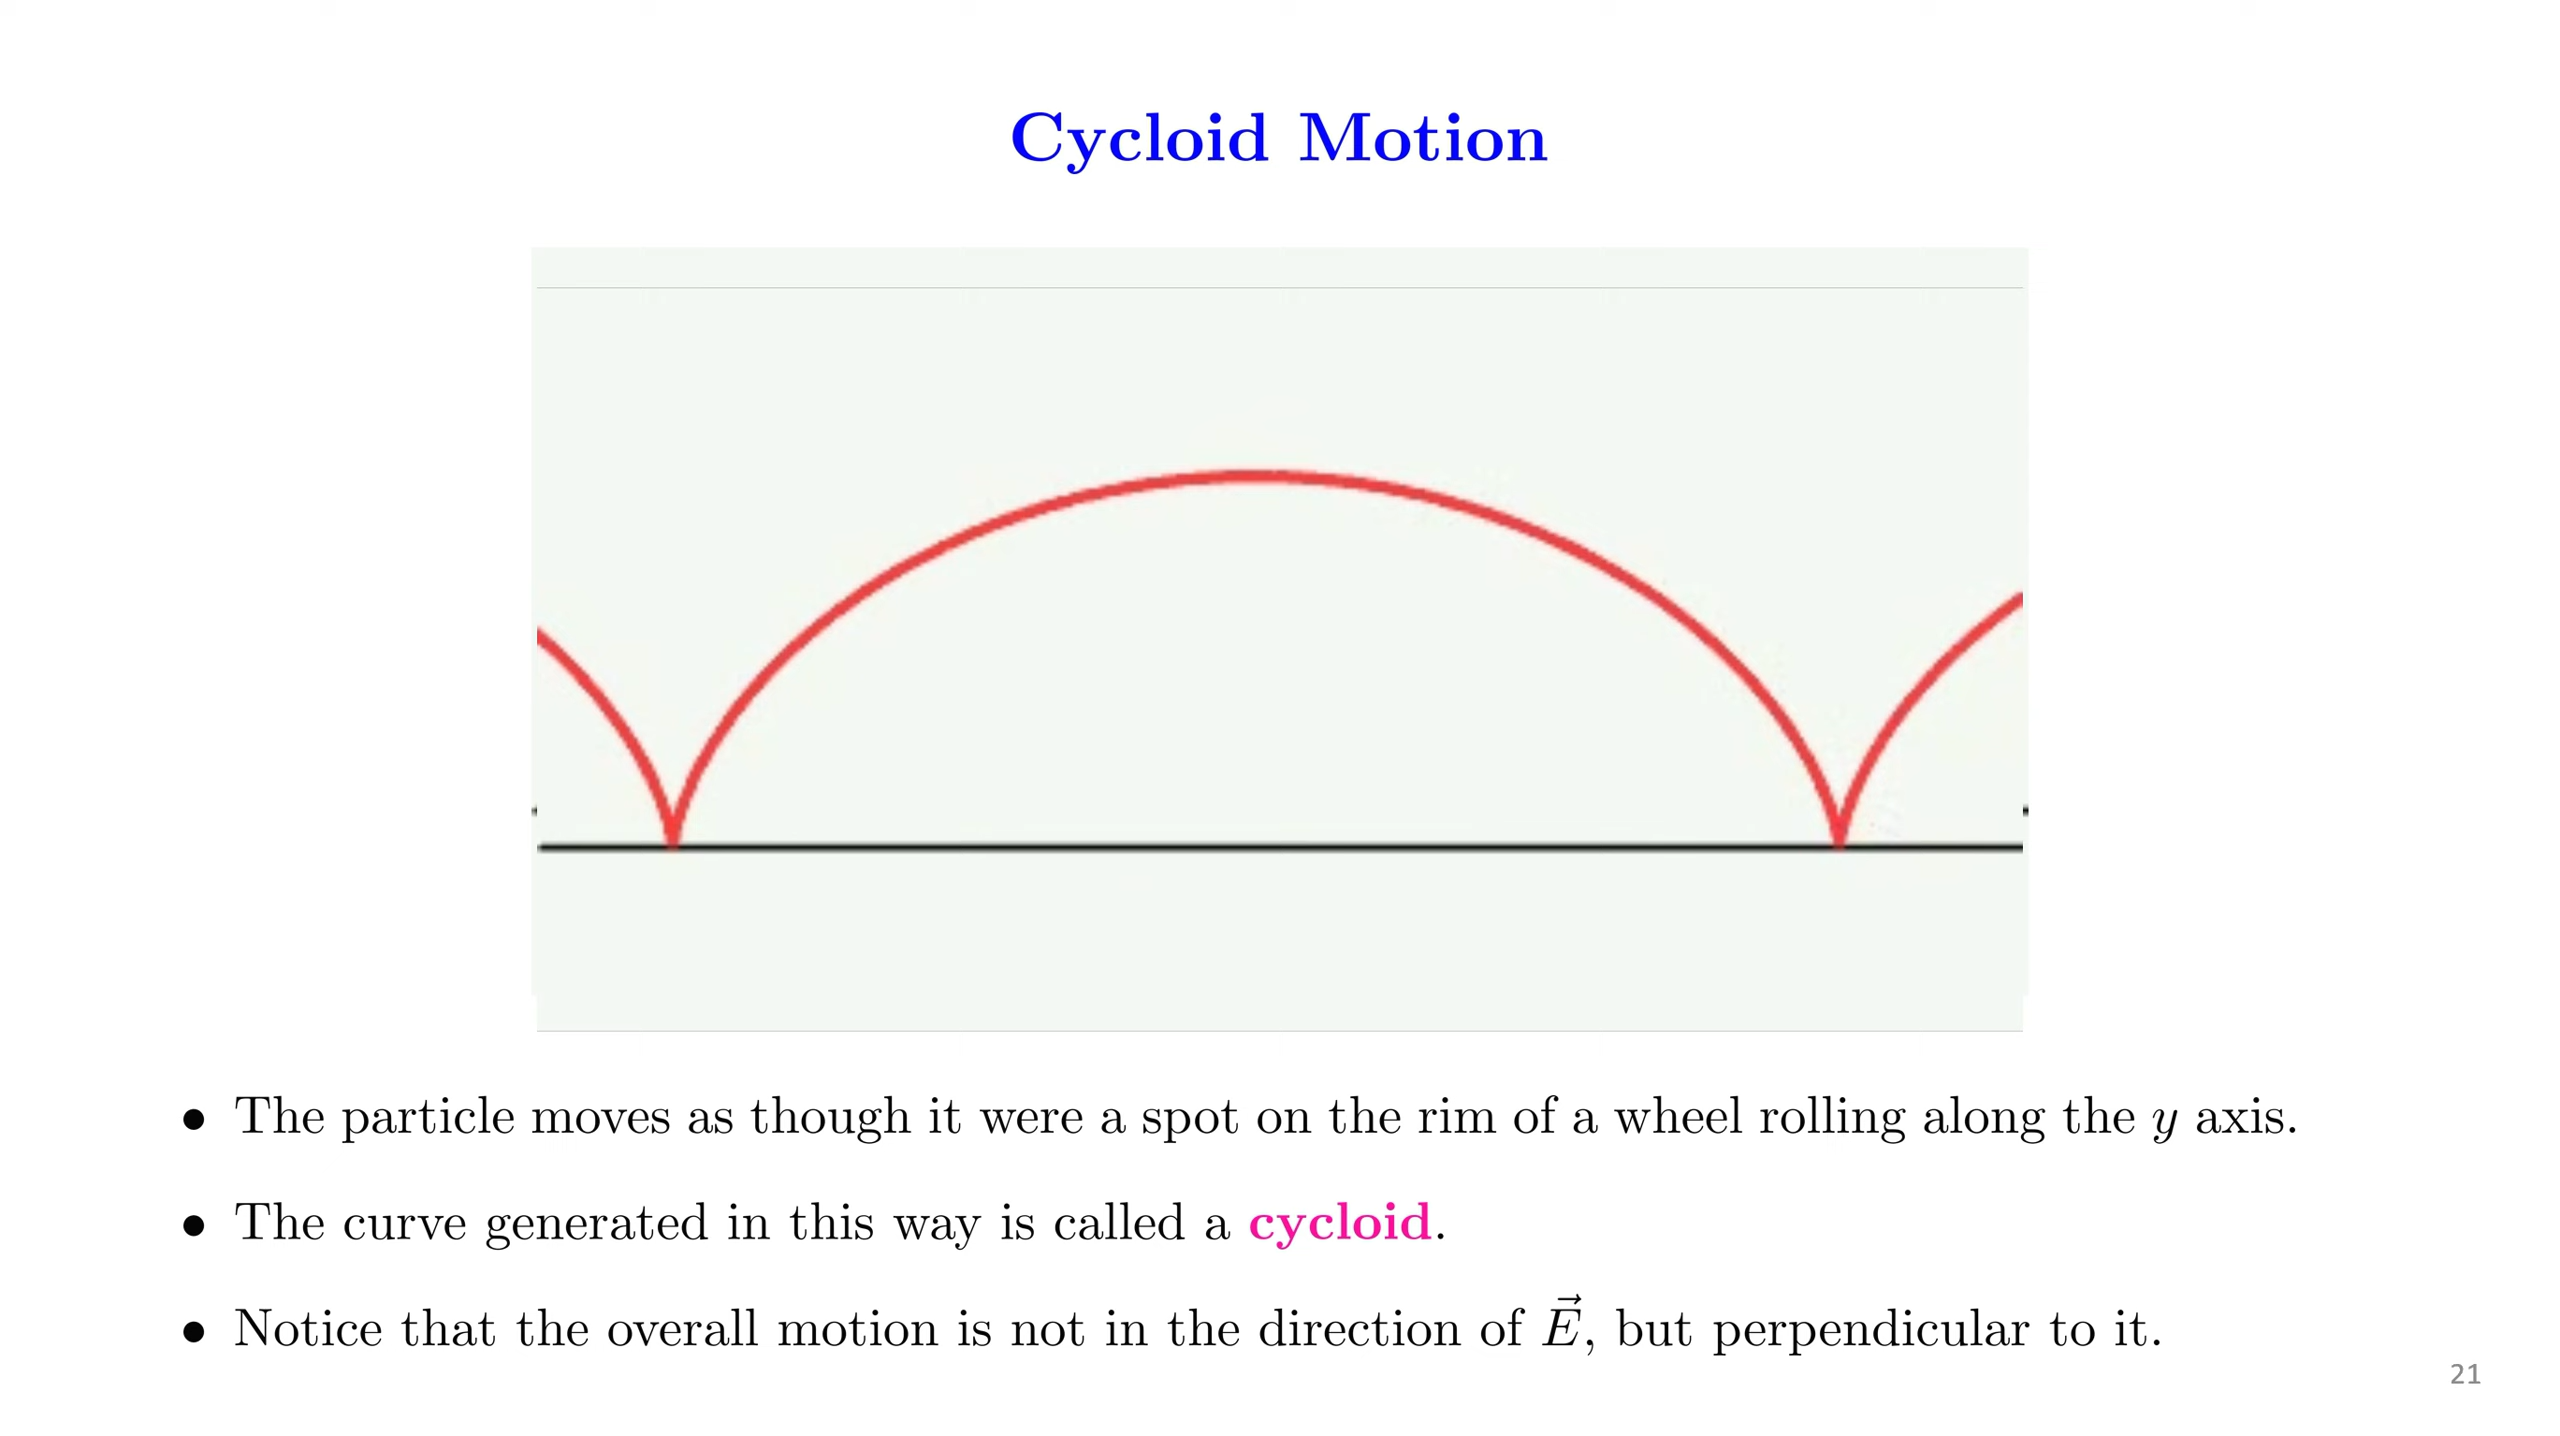 Cycloid Motion
• The particle moves as though it were a spot on the rim of a wheel rolling along the y axis.
• The curve generated in this way is called a cycloid.
• Notice that the overall motion is not in the direction of $\vec{E}$, but perpendicular to it.
21